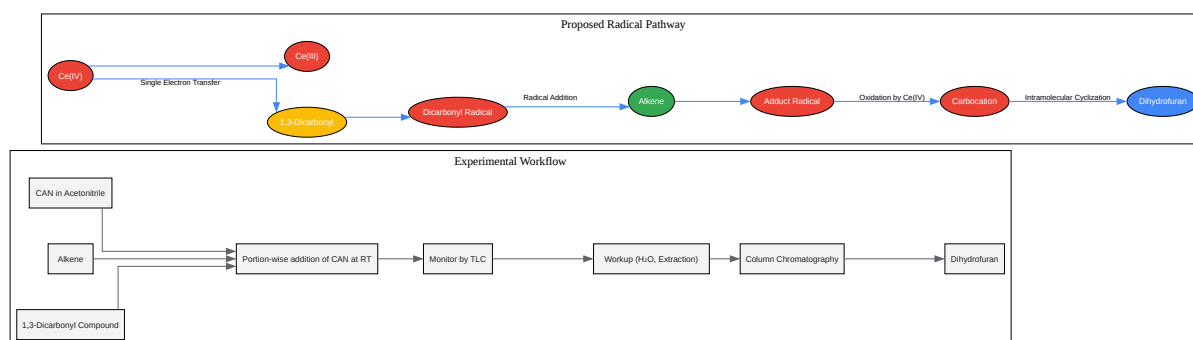 Proposed Radical Pathway
Ce(IV)
Ce(III)
Single Electron Transfer
1,3-Dicarbonyl
Dicarbonyl Radical
Radical Addition
Alkene
Adduct Radical
Oxidation by Ce(IV)
Carbocation
Intramolecular Cyclization
Dihydrofuran
Experimental Workflow
CAN in Acetonitrile
Alkene
1,3-Dicarbonyl Compound
Portion-wise addition of CAN at RT
Monitor by TLC
Workup (H₂O, Extraction)
Column Chromatography
Dihydrofuran